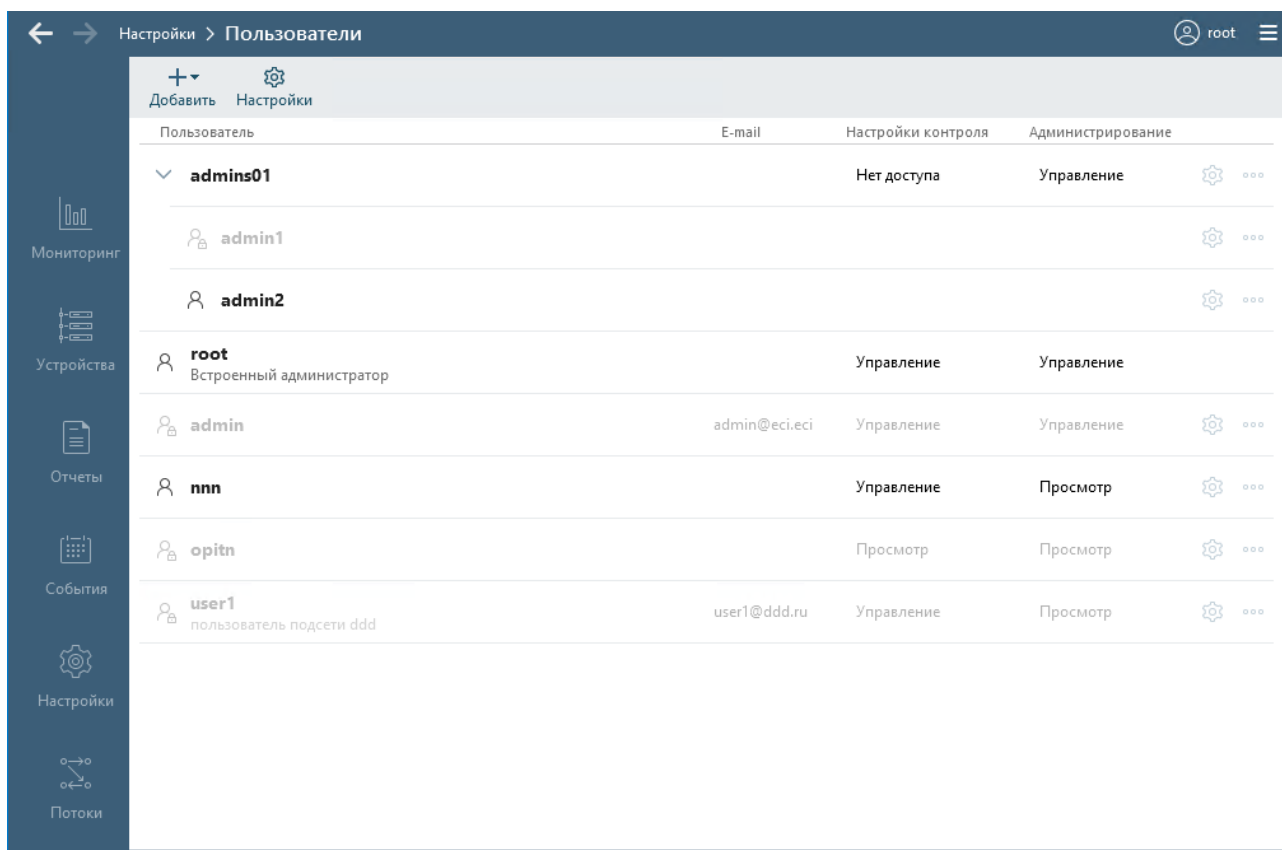 Настройки > Пользователи
root
Добавить Настройки
Пользователь E-mail Настройки контроля Администрирование
admins01 Нет доступа Управление
admin1
admin2
root Управление Управление
Встроенный администратор
admin admin@eci.eci Управление Управление
nnn Управление Просмотр
opitn Просмотр Просмотр
user1 user1@ddd.ru Управление Просмотр
пользователь подсети ddd
Мониторинг
Устройства
Отчеты
События
Настройки
Потоки